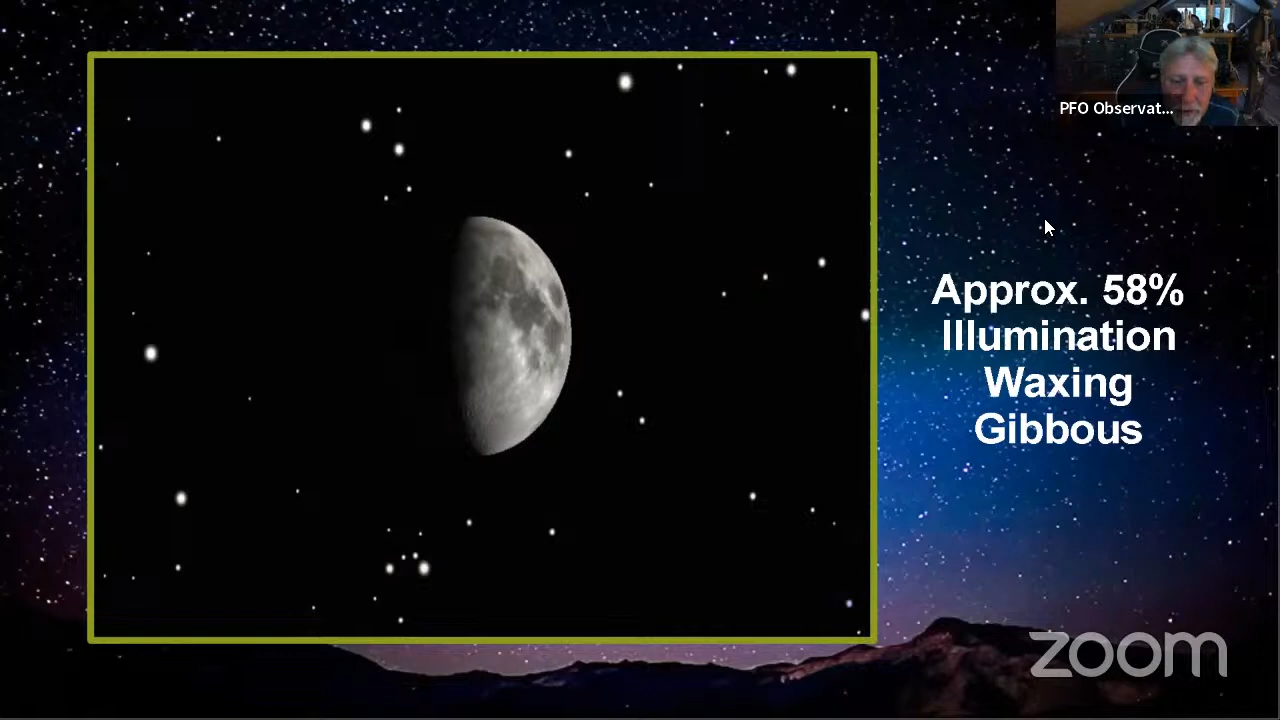 PFO Observat...
Approx. 58%
Illumination
Waxing
Gibbous
zoom